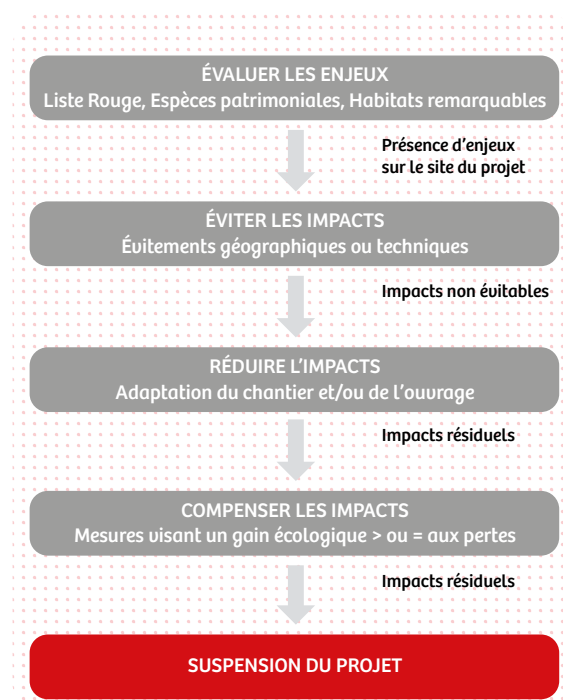 ÉVALUER LES ENJEUX
Liste Rouge, Espèces patrimoniales, Habitats remarquables
Présence d’enjeux
sur le site du projet
ÉVITER LES IMPACTS
Évitements géographiques ou techniques
Impacts non évitables
RÉDUIRE L’IMPACTS
Adaptation du chantier et/ou de l’ouvrage
Impacts résiduels
COMPENSER LES IMPACTS
Mesures visant un gain écologique > ou = aux pertes
Impacts résiduels
SUSPENSION DU PROJET